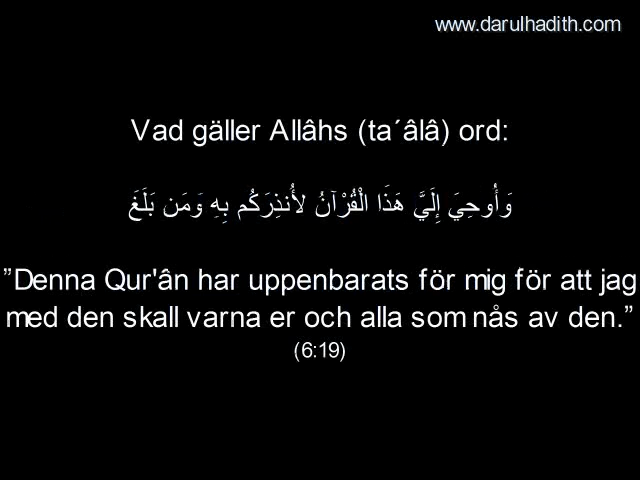 www.darulhadith.com
Vad gäller Allâhs (ta´âlâ) ord:
وَأُوحِيَ إِلَيَّ هَذَا الْقُرْآنُ لأُنذِرَكُم بِهِ وَمَن بَلَغَ
”Denna Qur'ân har uppenbarats för mig för att jag
med den skall varna er och alla som nås av den.”
(6:19)